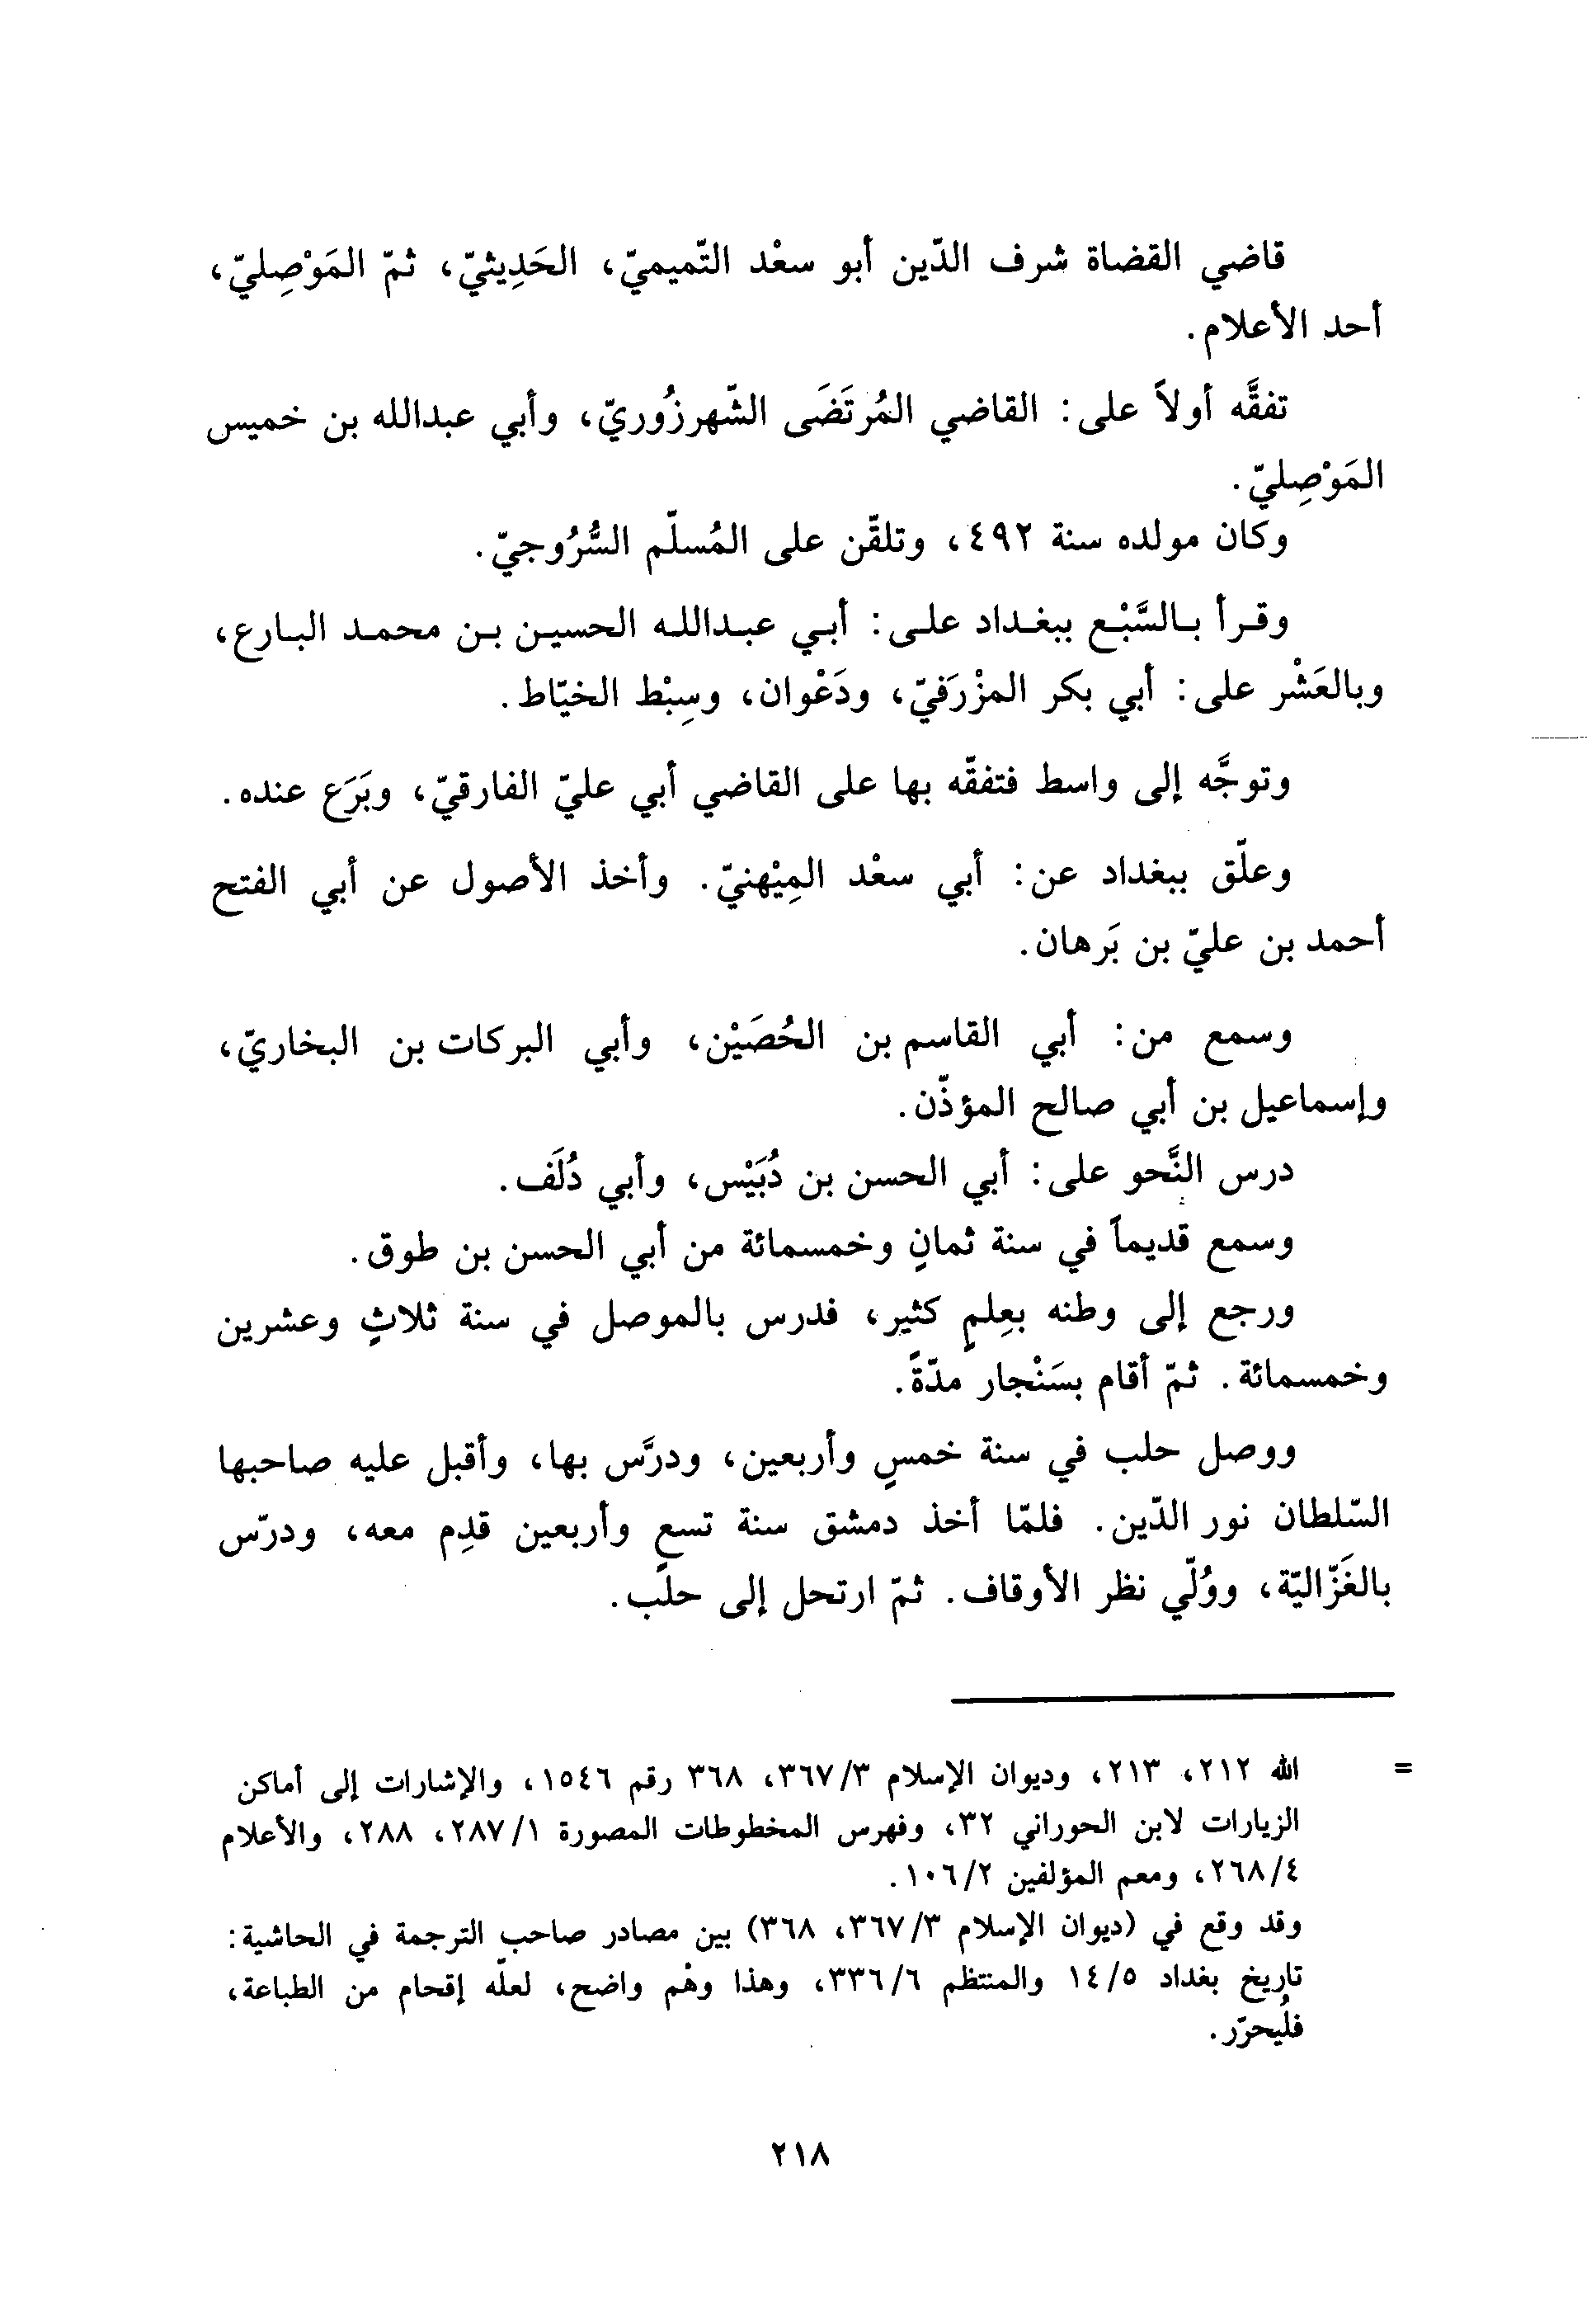 قاضي القضاة شرف الدّين أبو سعْد التّميميّ، الحَدِيثيّ، ثمّ المَوْصِليّ،
أحد الأعلام.
تفقَّه أولاً على: القاضي المُرتَضَى الشّهرزُوريّ، وأبي عبدالله بن خميس
المَوْصِليّ.
وكان مولده سنة ٤٩٢، وتلقّن على المُسلّم السُّرُوجيّ.
وقرأ بالسَّبْع ببغداد على: أبي عبدالله الحسين بن محمد البارع،
وبالعَشْر على: أبي بكر المزْرَفيّ، ودَعْوان، وسِبْط الخيّاط.
وتوجَّه إلى واسط فتفقّه بها على القاضي أبي عليّ الفارقيّ، وبَرَع عنده.
وعلّق ببغداد عن: أبي سعْد المِيْهنيّ. وأخذ الأصول عن أبي الفتح
أحمد بن عليّ بن بَرهان.
وسمع من: أبي القاسم بن الحُصَيْن، وأبي البركات بن البخاريّ،
وإسماعيل بن أبي صالح المؤذّن.
درس النَّحو على: أبي الحسن بن دُبَيْس، وأبي دُلَف.
وسمع قديماً في سنة ثمانٍ وخمسمائة من أبي الحسن بن طوق.
ورجع إلى وطنه بعِلمٍ كثير، فدرس بالموصل في سنة ثلاثٍ وعشرين
وخمسمائة. ثمّ أقام بسَنْجار مدّةً.
ووصل حلب في سنة خمسٍ وأربعين، ودرَّس بها، وأقبل عليه صاحبها
السّلطان نور الدّين. فلمّا أخذ دمشق سنة تسعٍ وأربعين قدِم معه، ودرّس
بالغَزّاليّة، ووُلّي نظر الأوقاف. ثمّ ارتحل إلى حلب.
= الله ٢١٢، ٢١٣، وديوان الإسلام ٣/٣٦٧، ٣٦٨ رقم ١٥٤٦، والإشارات إلى أماكن
الزيارات لابن الحوراني ٣٢، وفهرس المخطوطات المصورة ١/٢٨٧، ٢٨٨، والأعلام
٤/٢٦٨، ومعم المؤلفين ٢/١٠٦.
وقد وقع في (ديوان الإسلام ٣/٣٦٧، ٣٦٨) بين مصادر صاحب الترجمة في الحاشية:
تاريخ بغداد ٥/١٤ والمنتظم ٦/٣٣٦، وهذا وهْم واضح، لعلّه إقحام من الطباعة،
فلُيحرّر.
٢١٨